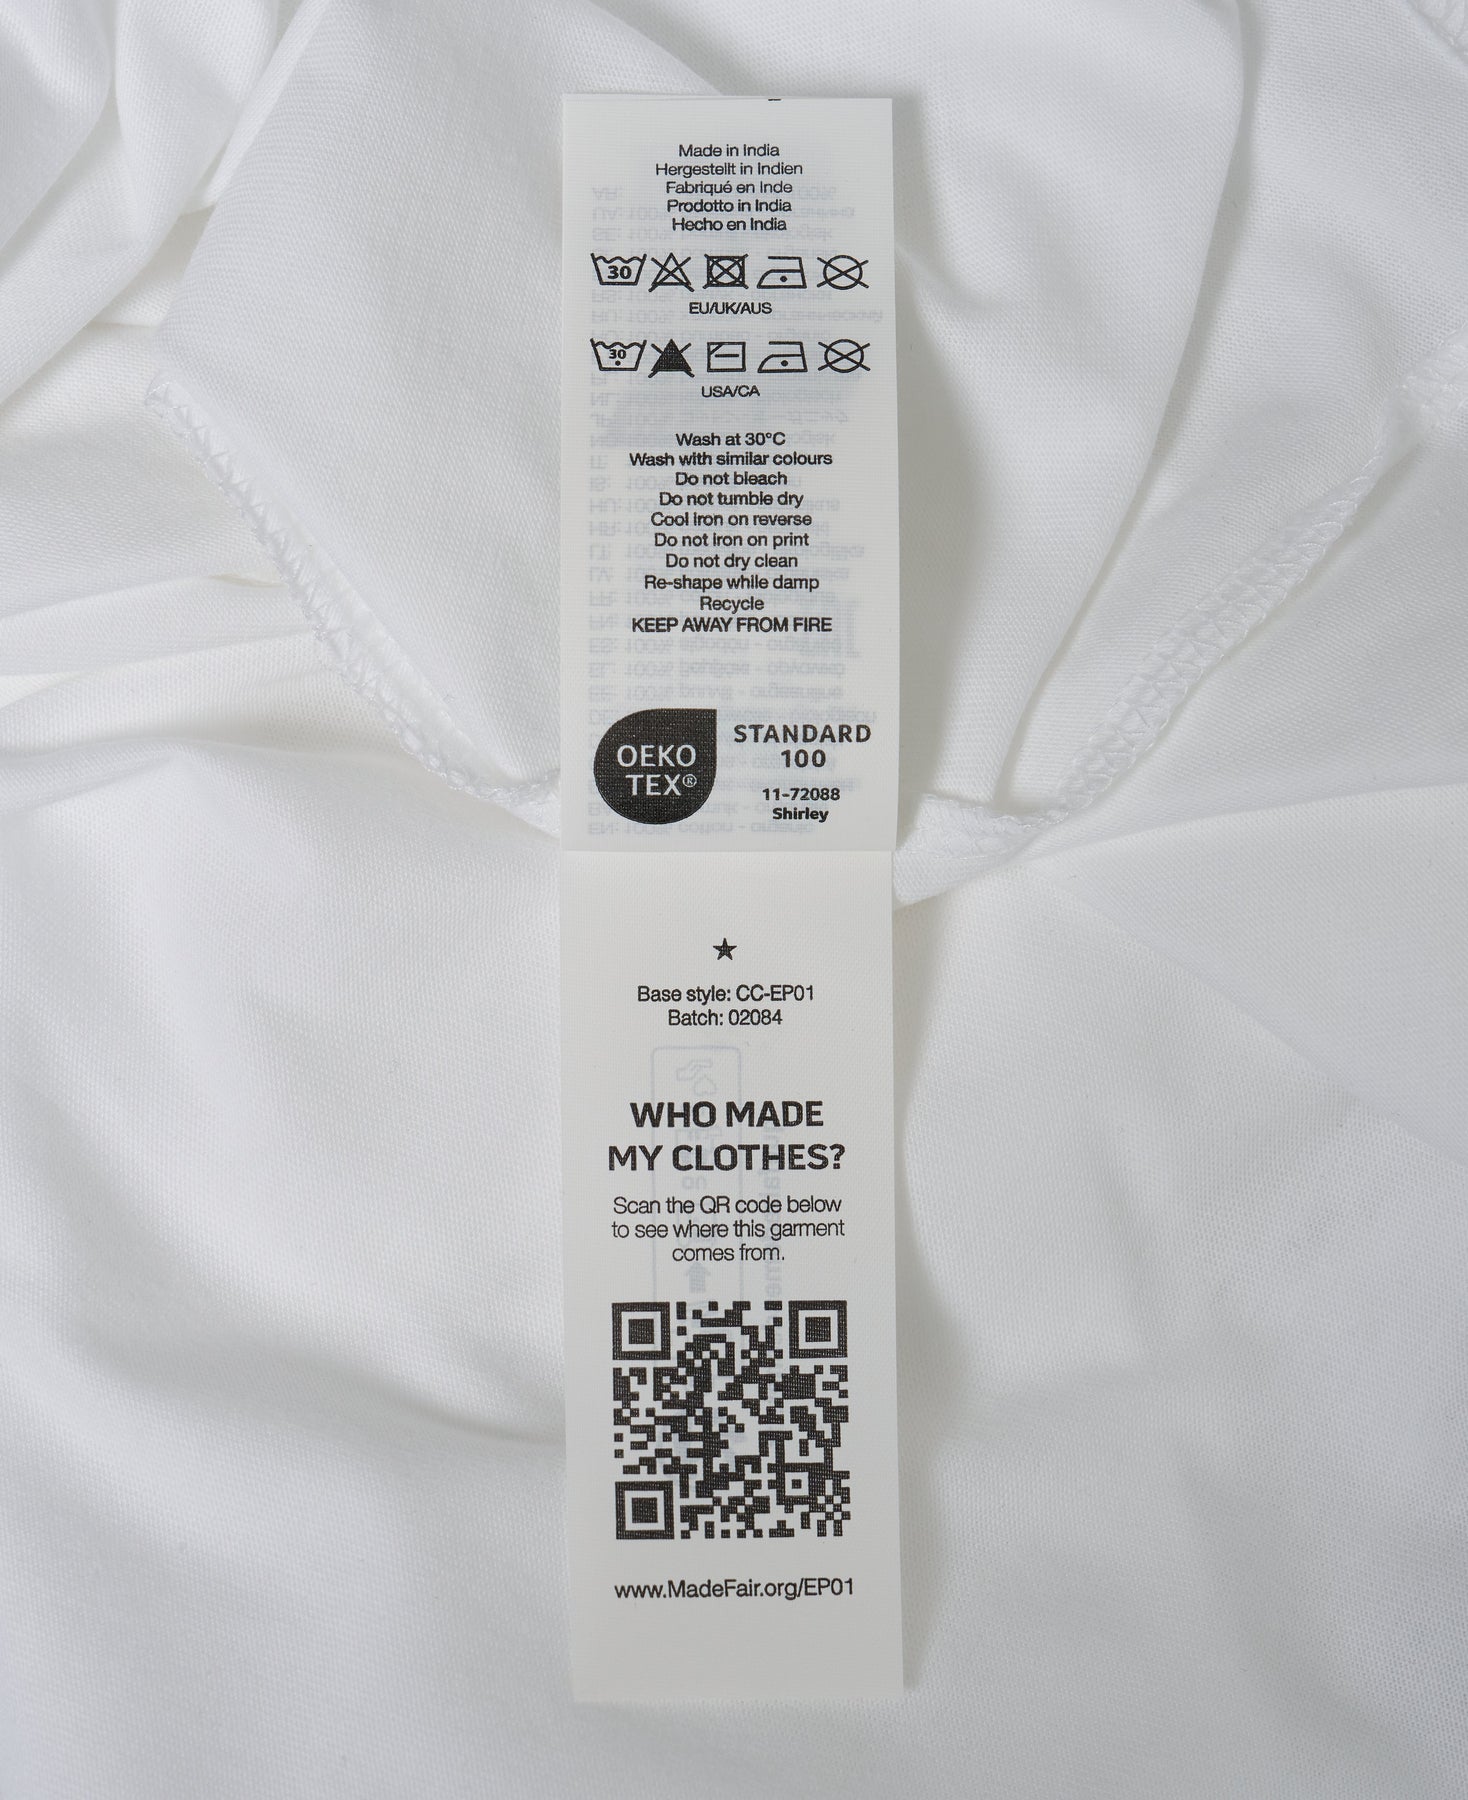 Made in India
Hergestellt in Indien
Fabriqué en Inde
Prodotto in India
Hecho en India
30
EU/UK/AUS
30
USA/CA
Wash at 30°C
Wash with similar colours
Do not bleach
Do not tumble dry
Cool iron on reverse
Do not iron on print
Do not dry clean
Re-shape while damp
Recycle
KEEP AWAY FROM FIRE
OEKO
TEX®
STANDARD
100
11-72088
Shirley
Base style: CC-EP01
Batch: 02084
WHO MADE
MY CLOTHES?
Scan the QR code below
to see where this garment
comes from.
www.MadeFair.org/EP01